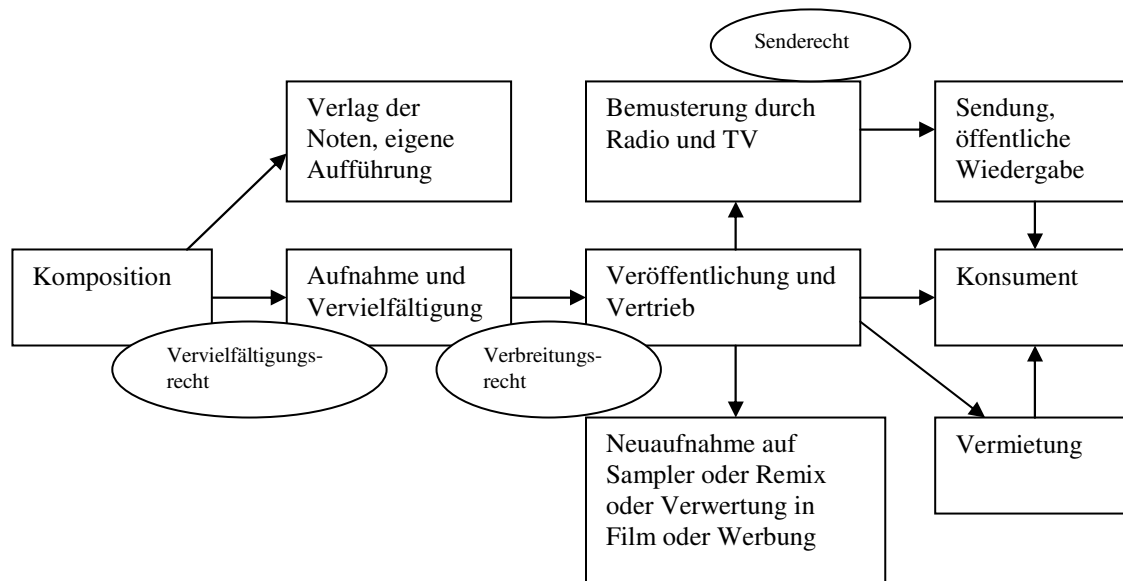 Senderecht
Verlag der
Noten, eigene
Aufführung
Bemusterung durch
Radio und TV
Sendung,
öffentliche
Wiedergabe
Komposition
Aufnahme und
Vervielfältigung
Veröffentlichung und
Vertrieb
Konsument
Vervielfältigungs-
recht
Verbreitungs-
recht
Neuaufnahme auf
Sampler oder Remix
oder Verwertung in
Film oder Werbung
Vermietung